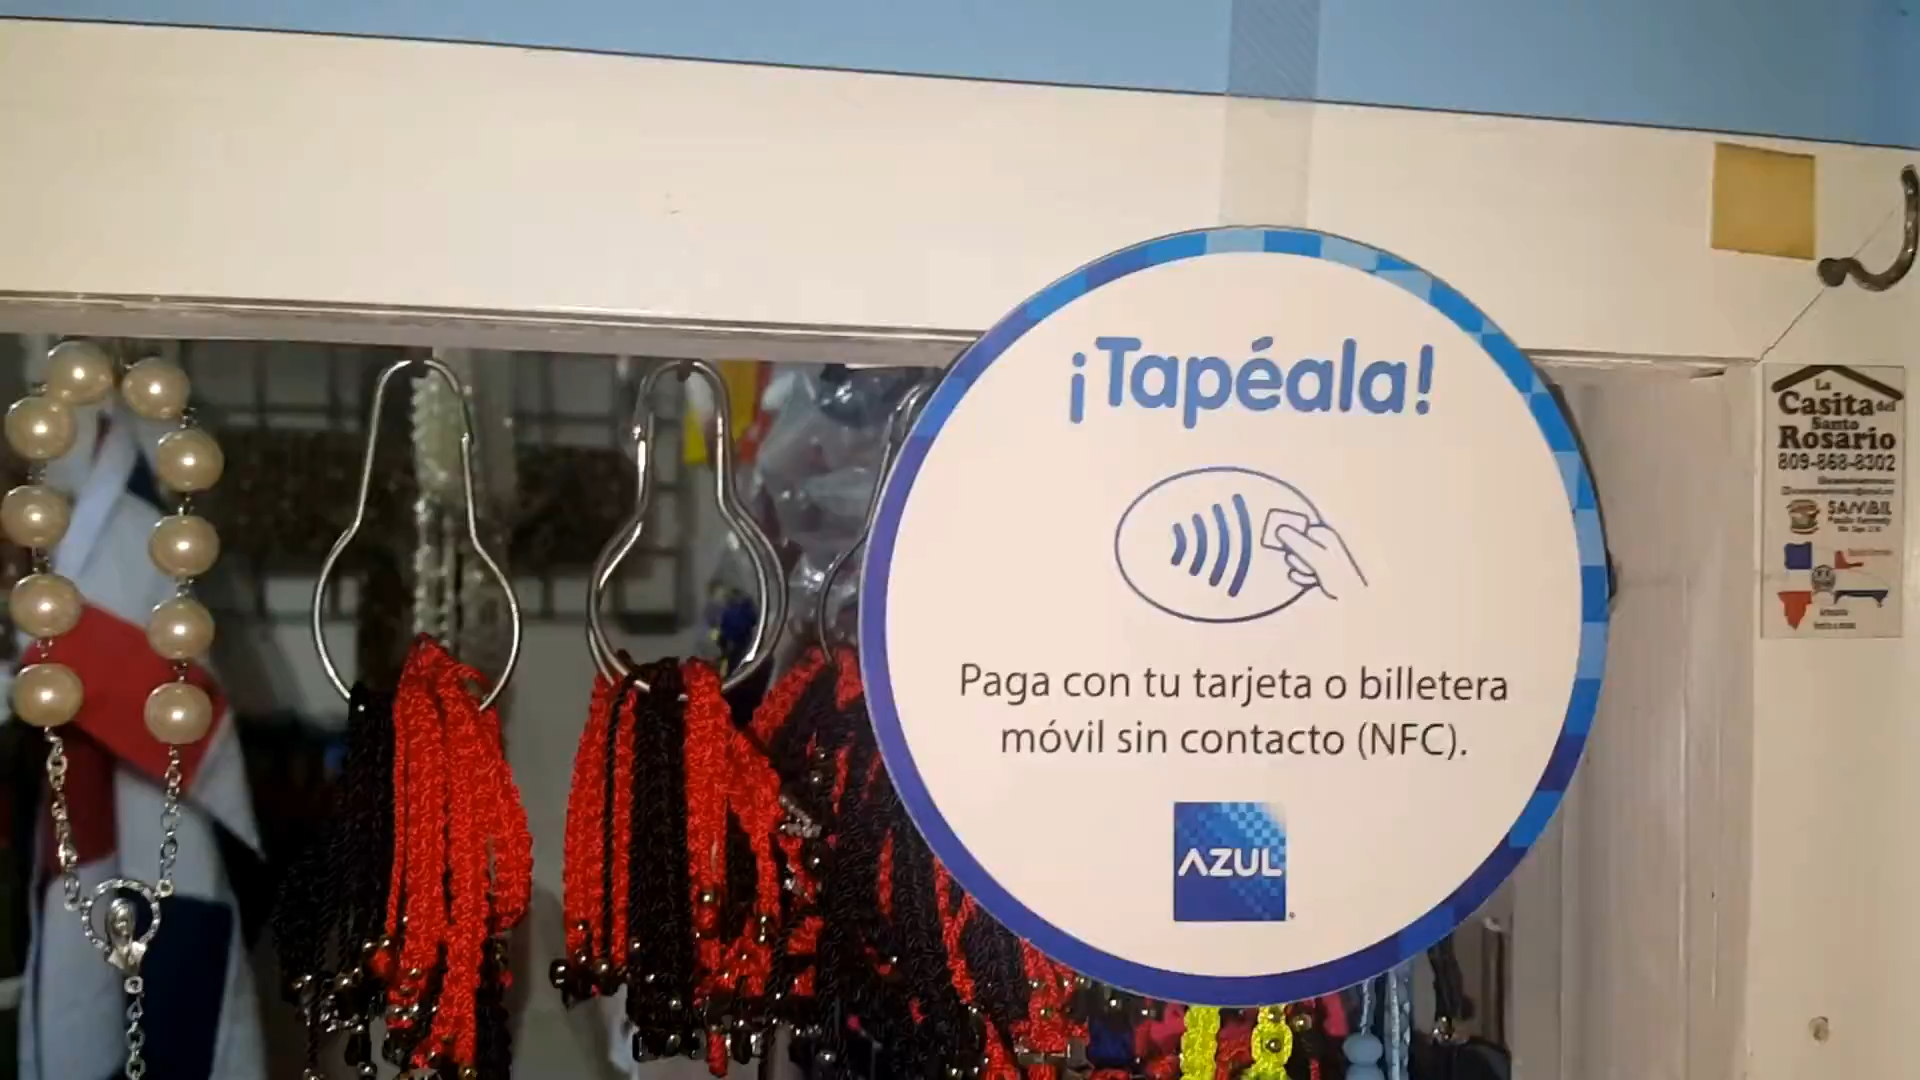 ¡Tapéala!
Paga con tu tarjeta o billetera
móvil sin contacto (NFC).
AZUL
La
Casita del
Santo
Rosario
809-868-8302
SAMBIL